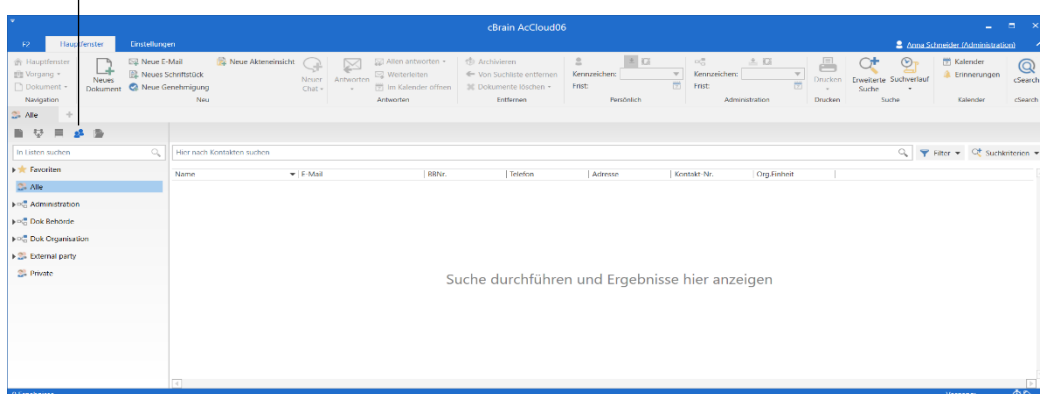 cBrain AcCloud06
F2 Hauptfenster Einstellungen Anna Schneider (Administration)
Hauptfenster
Vorgang
Dokument
Navigation
Neues Dokument
Neue E-Mail
Neues Schriftstück
Neue Genehmigung
Neue Akteneinsicht
Neuer Chat
Neu
Antworten
Allen antworten
Weiterleiten
Im Kalender öffnen
Antworten
Archivieren
Von Suchliste entfernen
Dokumente löschen
Entfernen
Kennzeichen:
Frist:
Persönlich
Kennzeichen:
Frist:
Administration
Drucken
Drucken
Erweiterte Suche
Suchverlauf
Suche
Kalender
Erinnerungen
Kalender
cSearch
cSearch
Alle +
In Listen suchen
Hier nach Kontakten suchen
Filter
Suchkriterien
Favoriten
Name E-Mail BRNr. Telefon Adresse Kontakt-Nr. Org.Einheit
Alle
Administration
Dok Behörde
Dok Organisation
External party
Private
Suche durchführen und Ergebnisse hier anzeigen